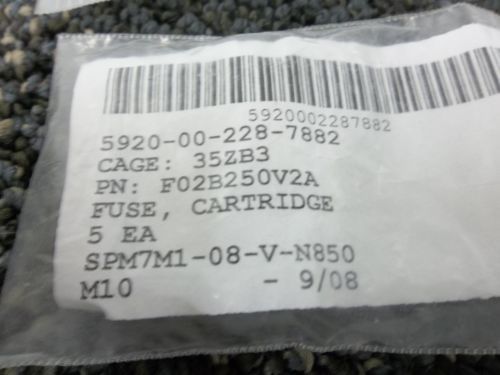 5920002287882
5920-00-228-7882
CAGE: 35ZB3
PN: F02B250V2A
FUSE, CARTRIDGE
5 EA
SPM7M1-08-V-N850
M10 - 9/08